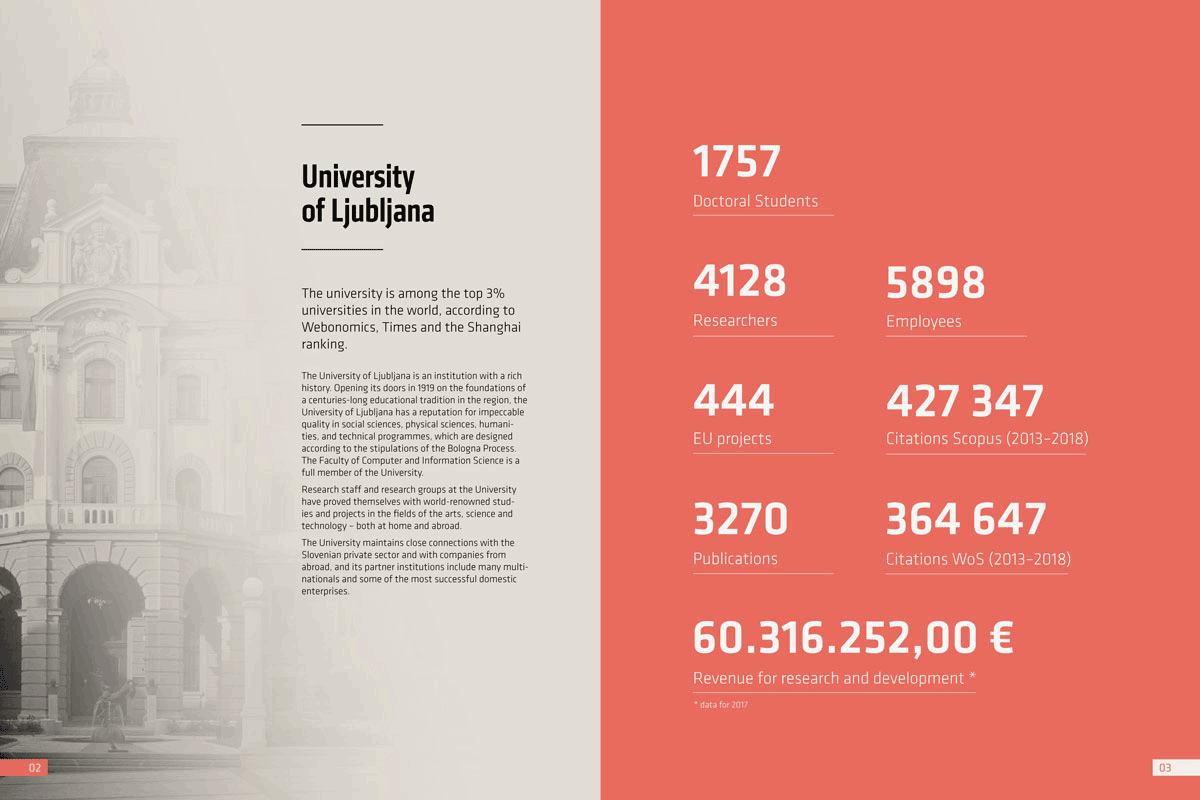 University
of Ljubljana
The university is among the top 3%
universities in the world, according to
Webonomics, Times and the Shanghai
ranking.
The University of Ljubljana is an institution with a rich
history. Opening its doors in 1919 on the foundations of
a centuries-long educational tradition in the region, the
University of Ljubljana has a reputation for impeccable
quality in social sciences, physical sciences, humani-
ties, and technical programmes, which are designed
according to the stipulations of the Bologna Process.
The Faculty of Computer and Information Science is a
full member of the University.
Research staff and research groups at the University
have proved themselves with world-renowned stud-
ies and projects in the fields of the arts, science and
technology – both at home and abroad.
The University maintains close connections with the
Slovenian private sector and with companies from
abroad, and its partner institutions include many multi-
nationals and some of the most successful domestic
enterprises.
02
1757
Doctoral Students
4128
Researchers
5898
Employees
444
EU projects
427 347
Citations Scopus (2013–2018)
3270
Publications
364 647
Citations WoS (2013–2018)
60.316.252,00 €
Revenue for research and development *
* data for 2017
03